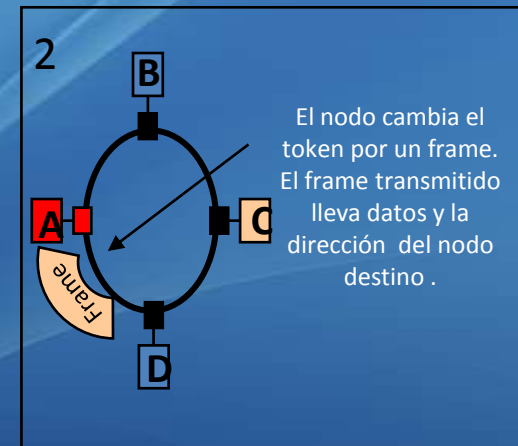 2
B
El nodo cambia el
token por un frame.
El frame transmitido
lleva datos y la
dirección del nodo
destino .
A
C
Frame
D